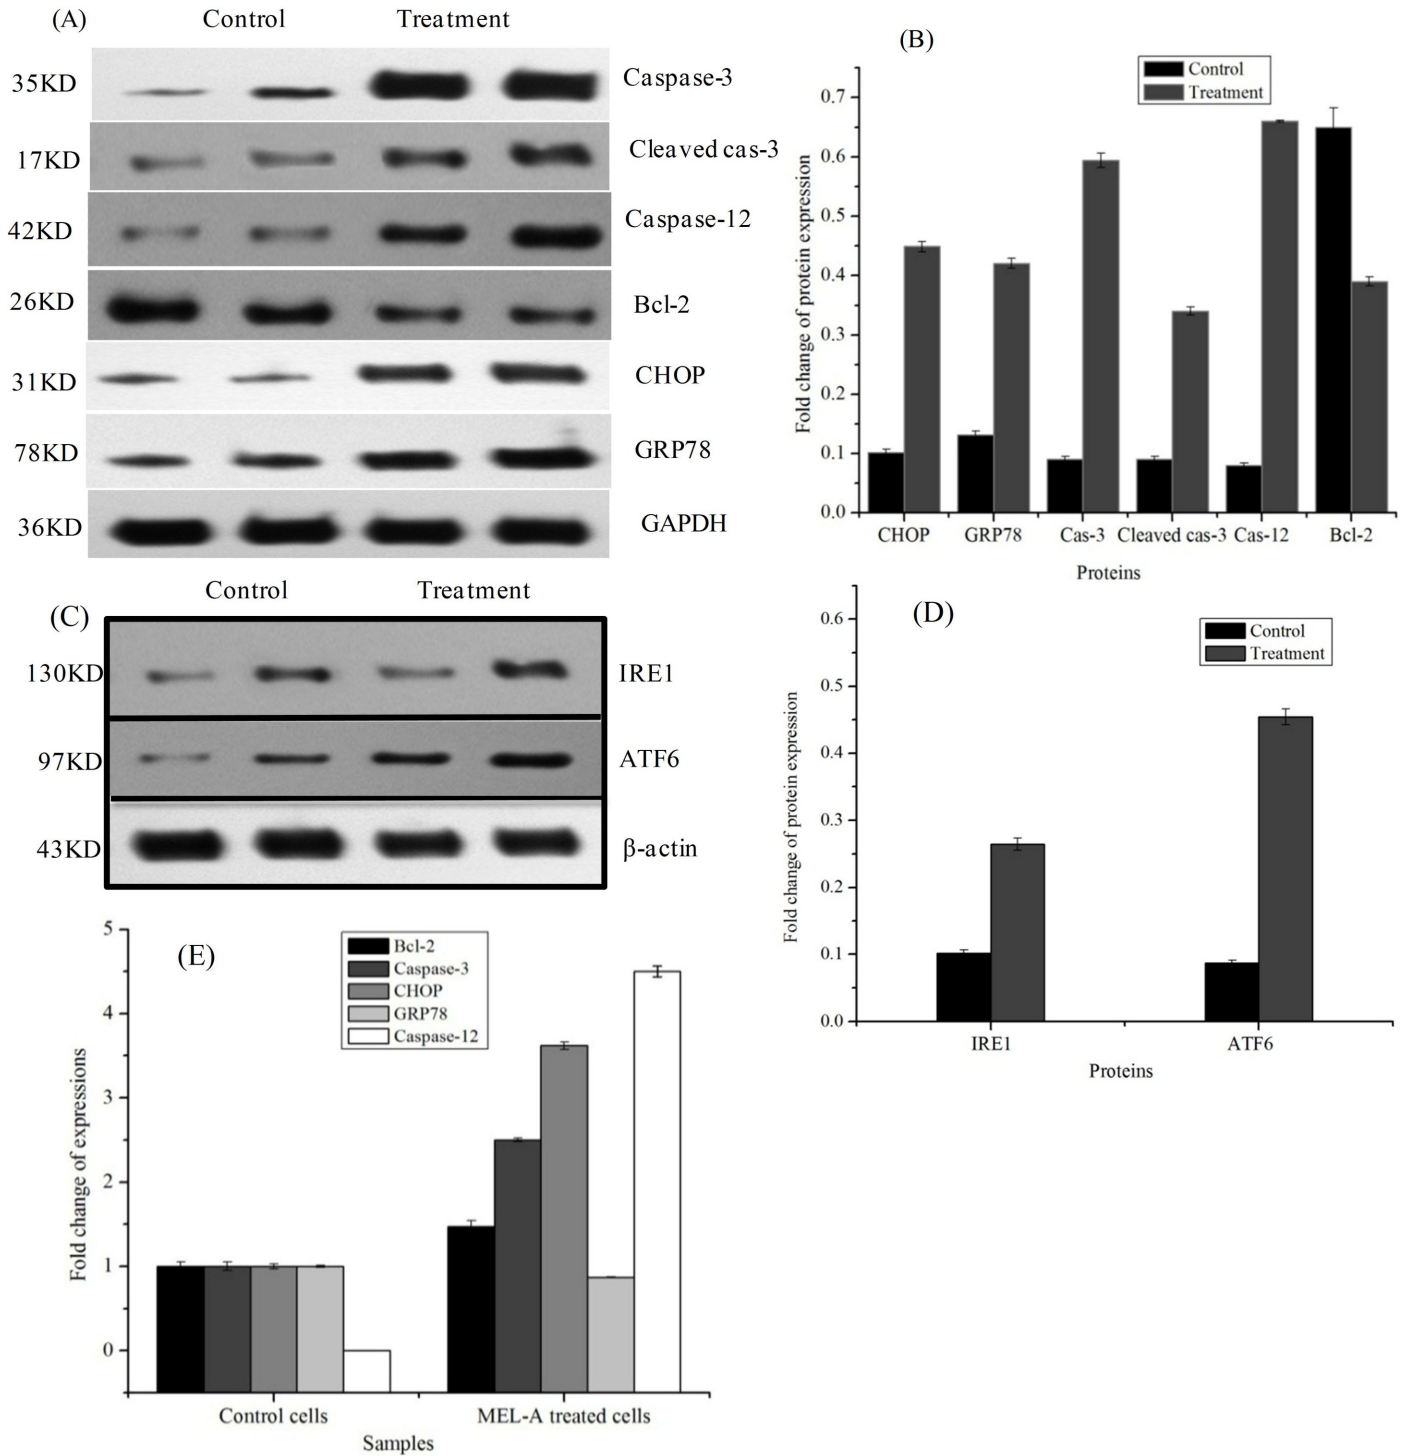 (A)
Control Treatment
35KD Caspase-3
17KD Cleaved cas-3
42KD Caspase-12
26KD Bcl-2
31KD CHOP
78KD GRP78
36KD GAPDH
(B)
Control
Treatment
Fold change of protein expression
0.7
0.6
0.5
0.4
0.3
0.2
0.1
0.0
CHOP GRP78 Cas-3 Cleaved cas-3 Cas-12 Bcl-2
Proteins
(C)
Control Treatment
130KD IRE1
97KD ATF6
43KD β-actin
(D)
Control
Treatment
Fold change of protein expression
0.6
0.5
0.4
0.3
0.2
0.1
0.0
IRE1 ATF6
Proteins
(E)
Bcl-2
Caspase-3
CHOP
GRP78
Caspase-12
Fold change of expressions
5
4
3
2
1
0
Control cells MEL-A treated cells
Samples